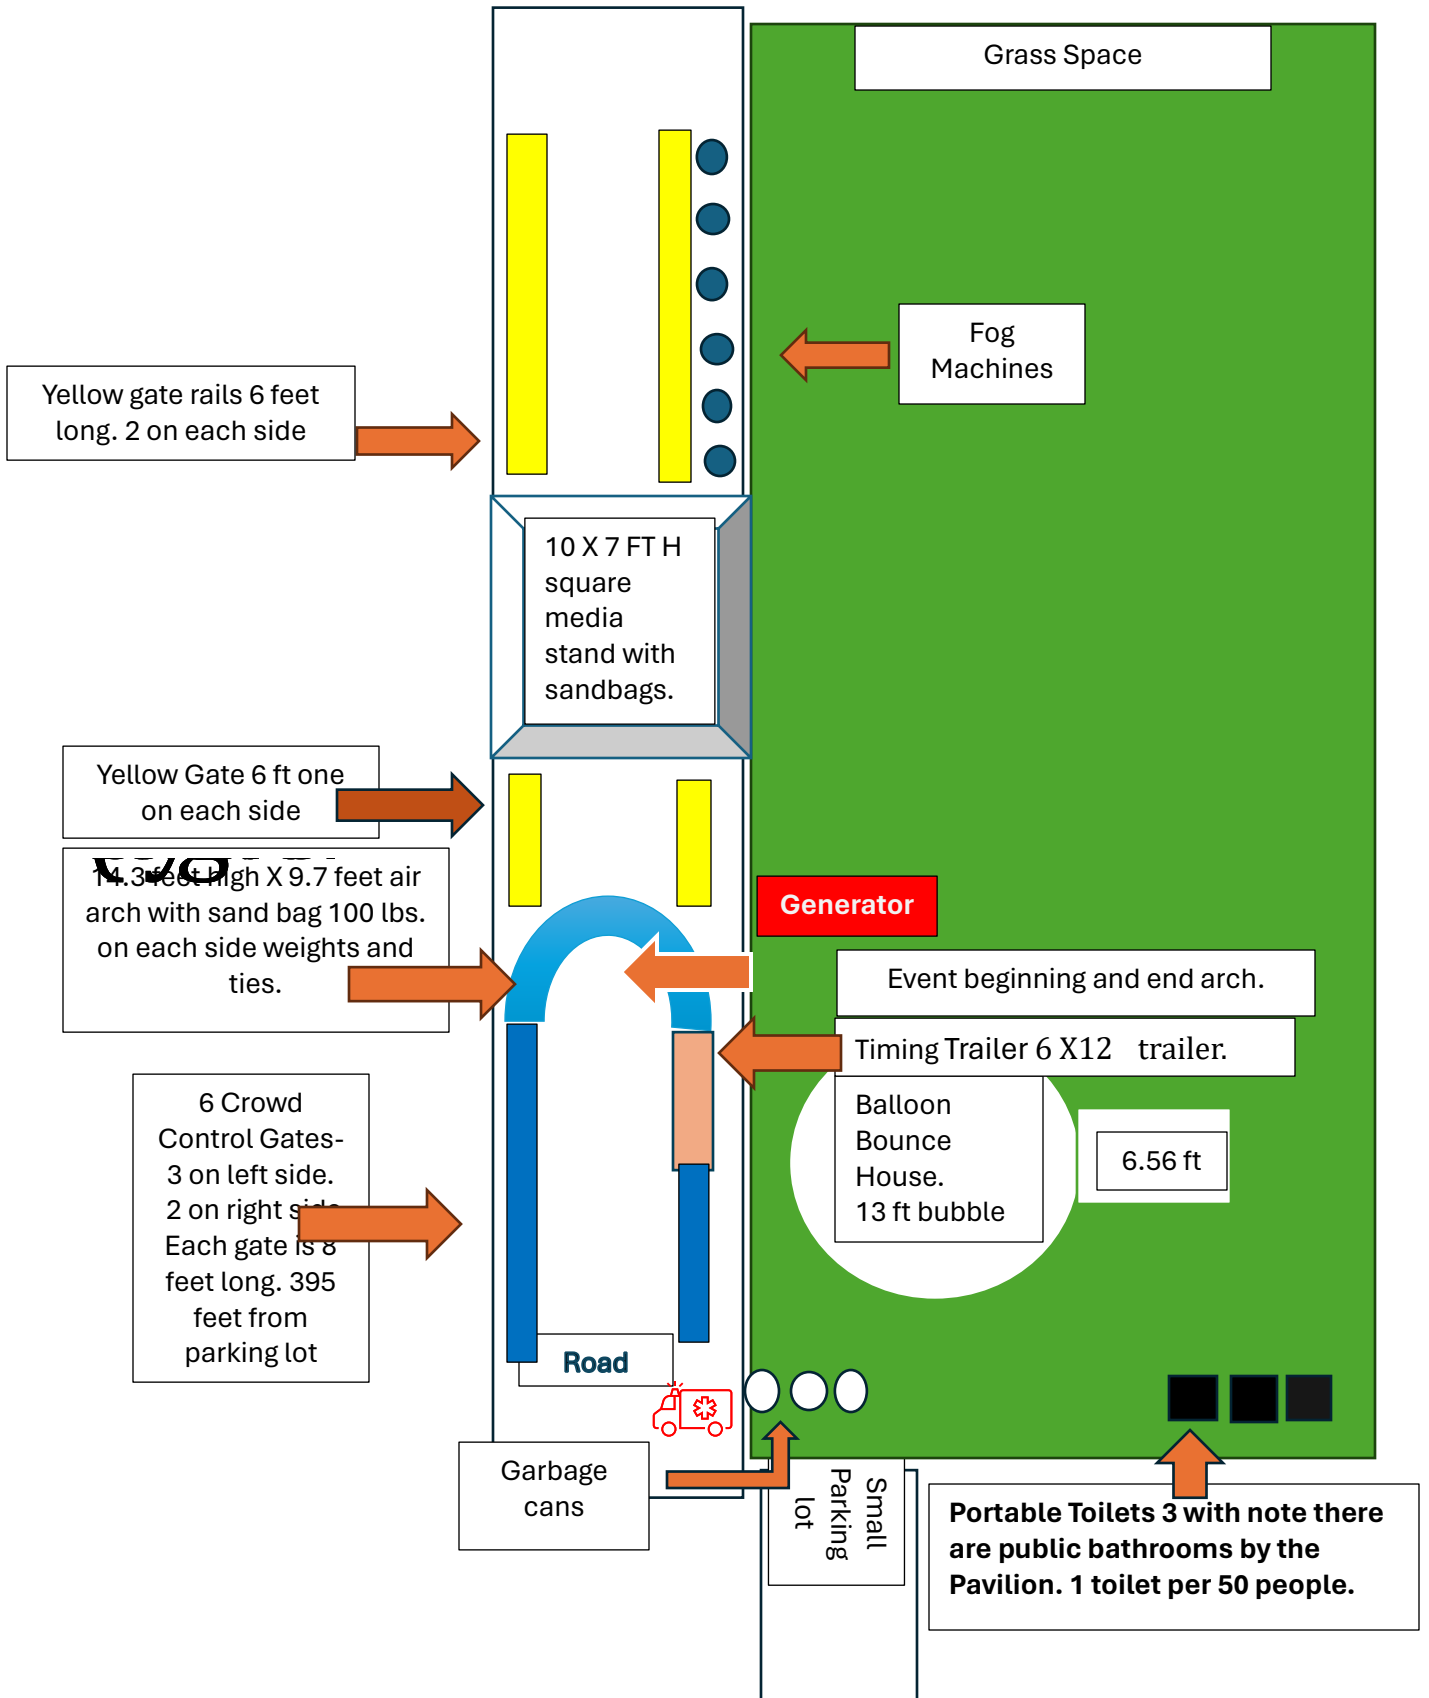 Grass Space
Fog
Machines
Yellow gate rails 6 feet
long. 2 on each side
10 X 7 FT H
square
media
stand with
sandbags.
Yellow Gate 6 ft one
on each side
14.3 feet high X 9.7 feet air
arch with sand bag 100 lbs.
on each side weights and
ties.
Generator
Event beginning and end arch.
Timing Trailer 6 X12 trailer.
Balloon
Bounce
House.
13 ft bubble
6.56 ft
6 Crowd
Control Gates-
3 on left side.
2 on right side
Each gate is 8
feet long. 395
feet from
parking lot
Road
Garbage
cans
Small
Parking
lot
Portable Toilets 3 with note there
are public bathrooms by the
Pavilion. 1 toilet per 50 people.